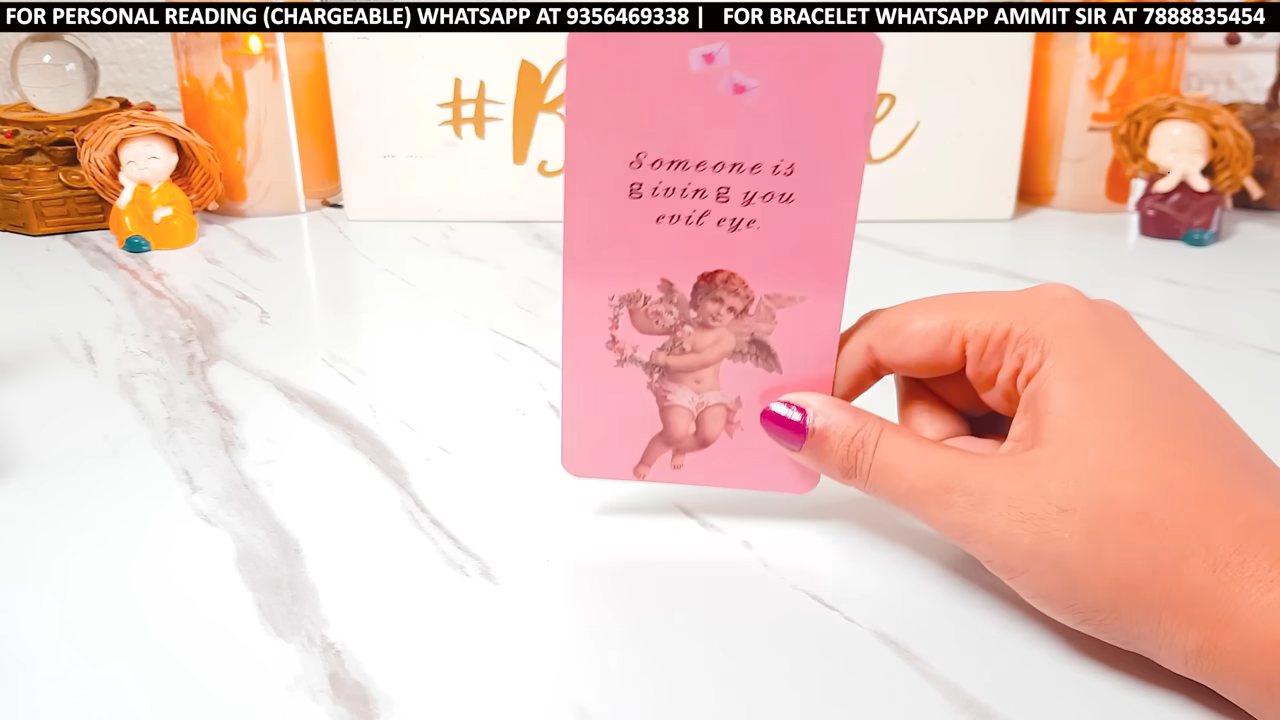 FOR PERSONAL READING (CHARGEABLE) WHATSAPP AT 9356469338 | FOR BRACELET WHATSAPP AMMIT SIR AT 7888835454
Someone is
giving you
evil eye.